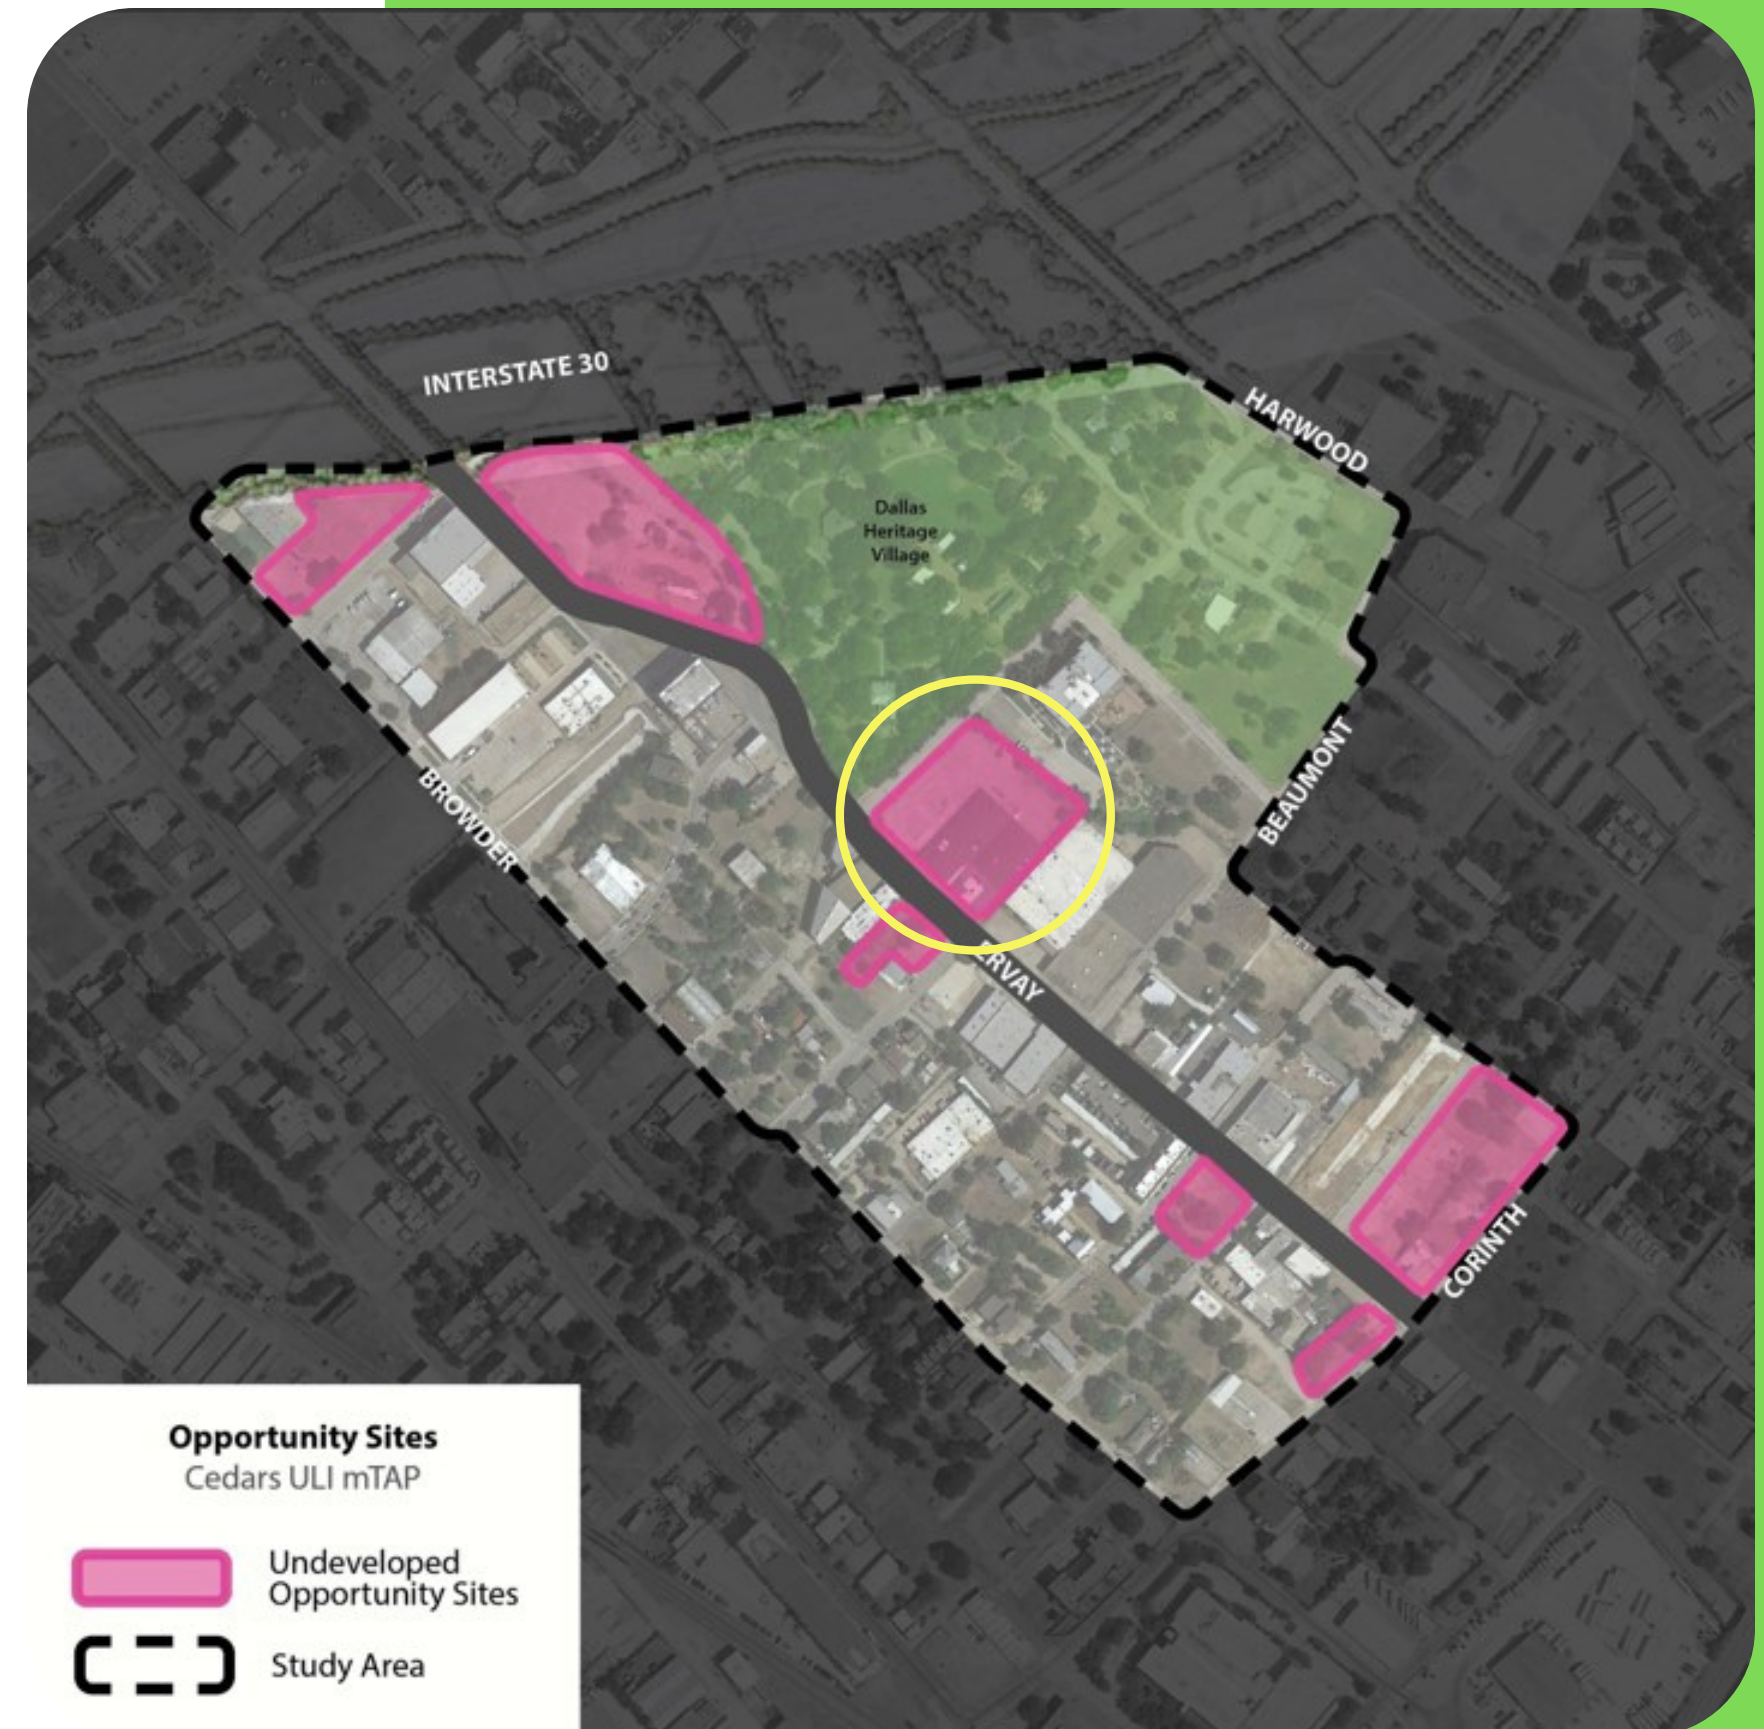 INTERSTATE 30
HARWOOD
Dallas
Heritage
Village
BEAUMONT
BROWDER
ERVAY
CORINTH
Opportunity Sites
Cedars ULI mTAP
Undeveloped
Opportunity Sites
Study Area